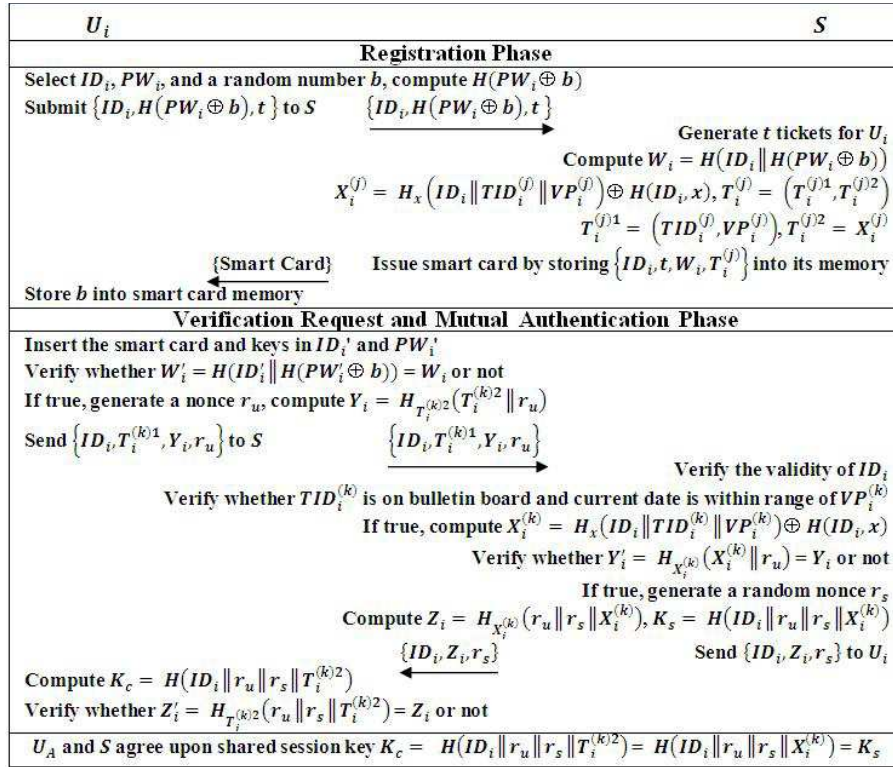 U_i S
Registration Phase
Select ID_i, PW_i, and a random number b, compute H(PW_i ⊕ b)
Submit {ID_i, H(PW_i ⊕ b), t} to S {ID_i, H(PW_i ⊕ b), t}
Generate t tickets for U_i
Compute W_i = H(ID_i ∥ H(PW_i ⊕ b))
X_i^(j) = H_x(ID_i ∥ TID_i^(j) ∥ VP_i^(j)) ⊕ H(ID_i, x), T_i^(j) = (T_i^(j)1, T_i^(j)2)
T_i^(j)1 = (TID_i^(j), VP_i^(j)), T_i^(j)2 = X_i^(j)
{Smart Card} Issue smart card by storing {ID_i, t, W_i, T_i^(j)} into its memory
Store b into smart card memory
Verification Request and Mutual Authentication Phase
Insert the smart card and keys in ID_i' and PW_i'
Verify whether W_i' = H(ID_i' ∥ H(PW_i' ⊕ b)) = W_i or not
If true, generate a nonce r_u, compute Y_i = H_{T_i^(k)2}(T_i^(k)2 ∥ r_u)
Send {ID_i, T_i^(k)1, Y_i, r_u} to S {ID_i, T_i^(k)1, Y_i, r_u}
Verify the validity of ID_i
Verify whether TID_i^(k) is on bulletin board and current date is within range of VP_i^(k)
If true, compute X_i^(k) = H_x(ID_i ∥ TID_i^(k) ∥ VP_i^(k)) ⊕ H(ID_i, x)
Verify whether Y_i' = H_{X_i^(k)}(X_i^(k) ∥ r_u) = Y_i or not
If true, generate a random nonce r_s
Compute Z_i = H_{X_i^(k)}(r_u ∥ r_s ∥ X_i^(k)), K_s = H(ID_i ∥ r_u ∥ r_s ∥ X_i^(k))
{ID_i, Z_i, r_s} Send {ID_i, Z_i, r_s} to U_i
Compute K_c = H(ID_i ∥ r_u ∥ r_s ∥ T_i^(k)2)
Verify whether Z_i' = H_{T_i^(k)2}(r_u ∥ r_s ∥ T_i^(k)2) = Z_i or not
U_A and S agree upon shared session key K_c = H(ID_i ∥ r_u ∥ r_s ∥ T_i^(k)2) = H(ID_i ∥ r_u ∥ r_s ∥ X_i^(k)) = K_s